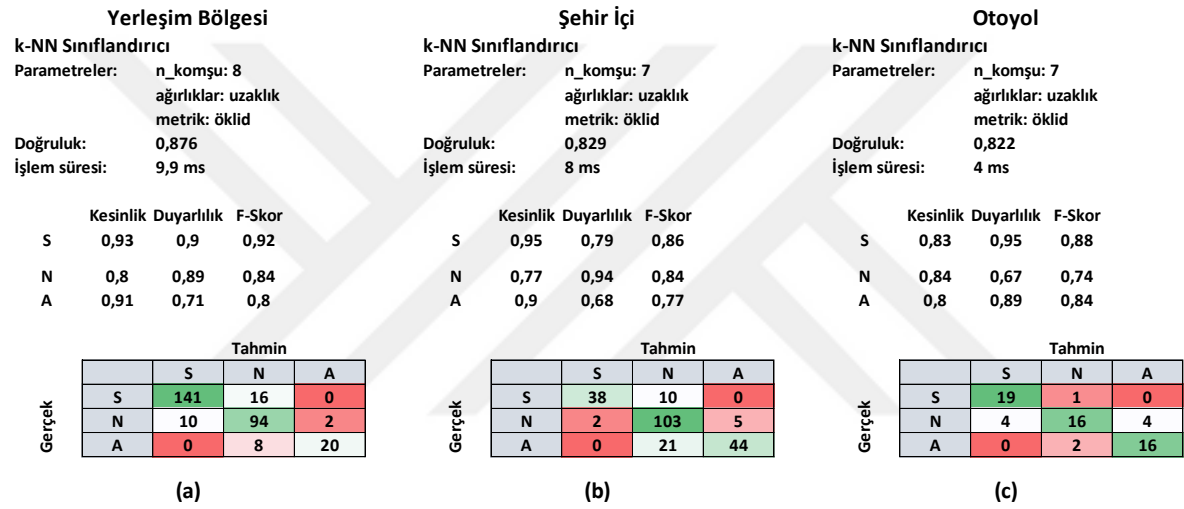 Yerleşim Bölgesi
k-NN Sınıflandırıcı
Parametreler: n_komşu: 8
ağırlıklar: uzaklık
metrik: öklid
Doğruluk: 0,876
İşlem süresi: 9,9 ms
Kesinlik Duyarlılık F-Skor
S 0,93 0,9 0,92
N 0,8 0,89 0,84
A 0,91 0,71 0,8
Tahmin
S N A
Gerçek
S 141 16 0
N 10 94 2
A 0 8 20
(a)
Şehir İçi
k-NN Sınıflandırıcı
Parametreler: n_komşu: 7
ağırlıklar: uzaklık
metrik: öklid
Doğruluk: 0,829
İşlem süresi: 8 ms
Kesinlik Duyarlılık F-Skor
S 0,95 0,79 0,86
N 0,77 0,94 0,84
A 0,9 0,68 0,77
Tahmin
S N A
Gerçek
S 38 10 0
N 2 103 5
A 0 21 44
(b)
Otoyol
k-NN Sınıflandırıcı
Parametreler: n_komşu: 7
ağırlıklar: uzaklık
metrik: öklid
Doğruluk: 0,822
İşlem süresi: 4 ms
Kesinlik Duyarlılık F-Skor
S 0,83 0,95 0,88
N 0,84 0,67 0,74
A 0,8 0,89 0,84
Tahmin
S N A
Gerçek
S 19 1 0
N 4 16 4
A 0 2 16
(c)